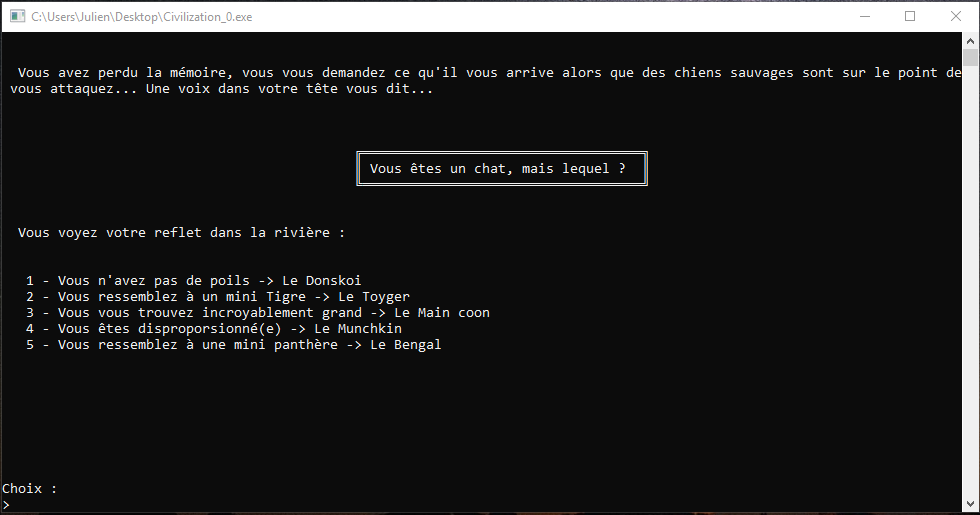 C:\Users\Julien\Desktop\Civilization_0.exe
Vous avez perdu la mémoire, vous vous demandez ce qu'il vous arrive alors que des chiens sauvages sont sur le point de
vous attaquez... Une voix dans votre tête vous dit...
Vous êtes un chat, mais lequel ?
Vous voyez votre reflet dans la rivière :
1 - Vous n'avez pas de poils -> Le Donskoi
2 - Vous ressemblez à un mini Tigre -> Le Toyger
3 - Vous vous trouvez incroyablement grand -> Le Main coon
4 - Vous êtes disproporsionné(e) -> Le Munchkin
5 - Vous ressemblez à une mini panthère -> Le Bengal
Choix :
>